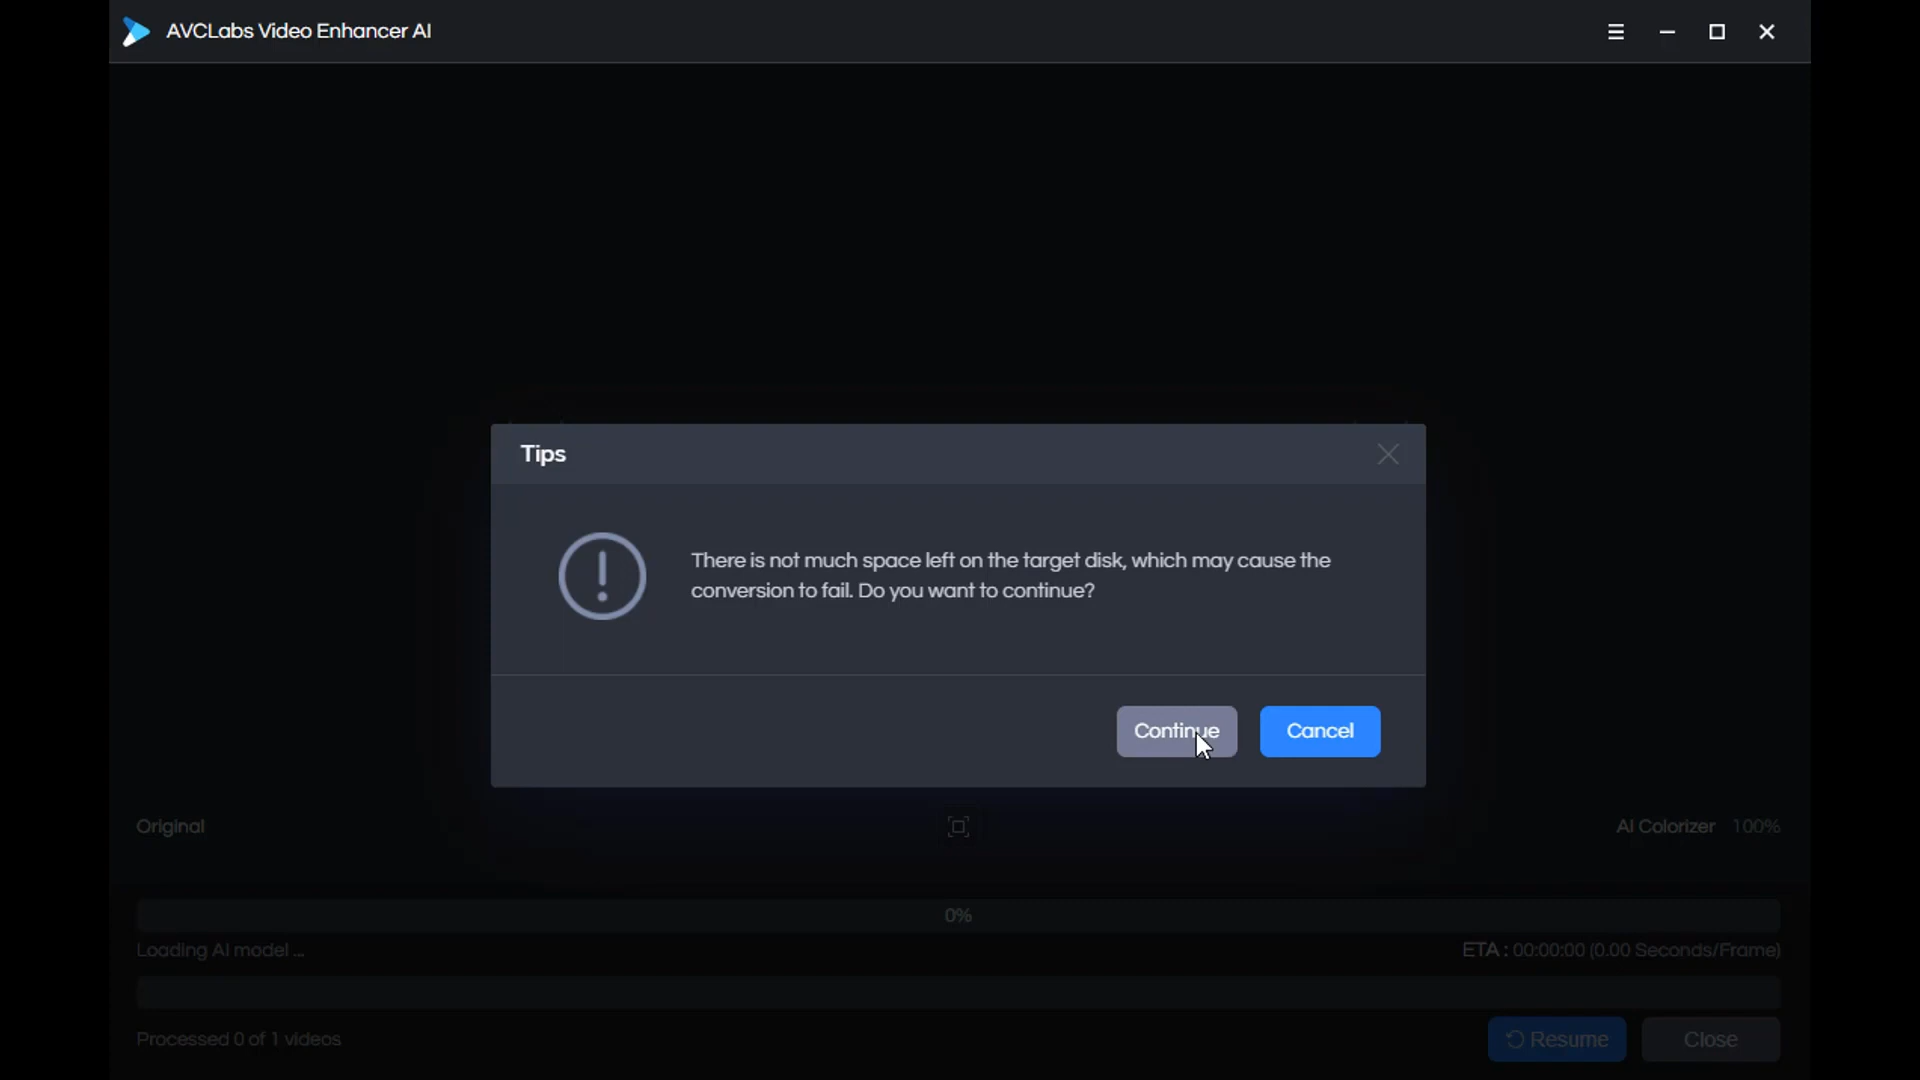 AVCLabs Video Enhancer AI
Tips
There is not much space left on the target disk, which may cause the
conversion to fail. Do you want to continue?
Continue
Cancel
Original
AI Colorizer 100%
0%
Loading AI model ...
ETA : 00:00:00 (0.00 Seconds/Frame)
Processed 0 of 1 videos
Resume
Close